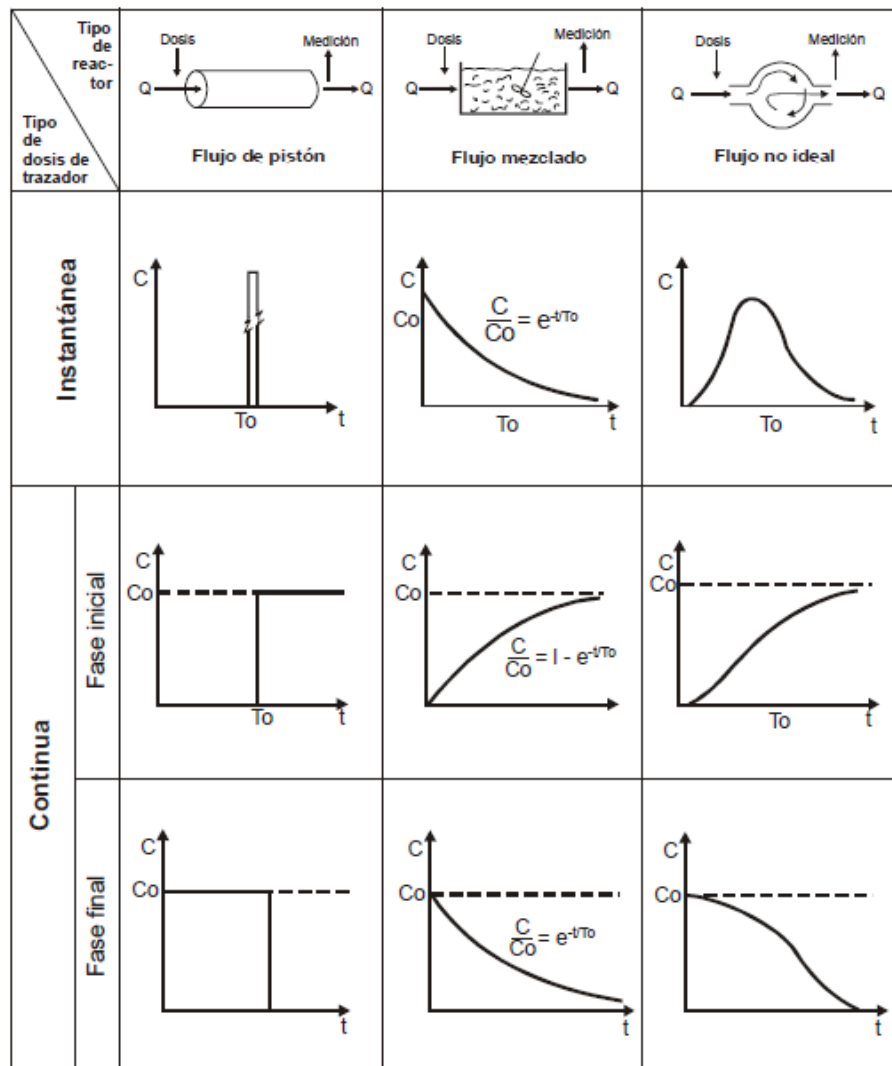 Tipo
de
reac-
tor
Tipo
de
dosis de
trazador
Dosis
Medición
Q
Q
Flujo de pistón
Dosis
Medición
Q
Q
Flujo mezclado
Dosis
Medición
Q
Q
Flujo no ideal
Instantánea
C
To
t
C
Co
C/Co = e-t/To
To
t
C
To
t
Continua
Fase inicial
C
Co
To
t
C
Co
C/Co = I - e-t/To
t
C
Co
To
t
Fase final
C
Co
t
C
Co
C/Co = e-t/To
t
C
Co
t